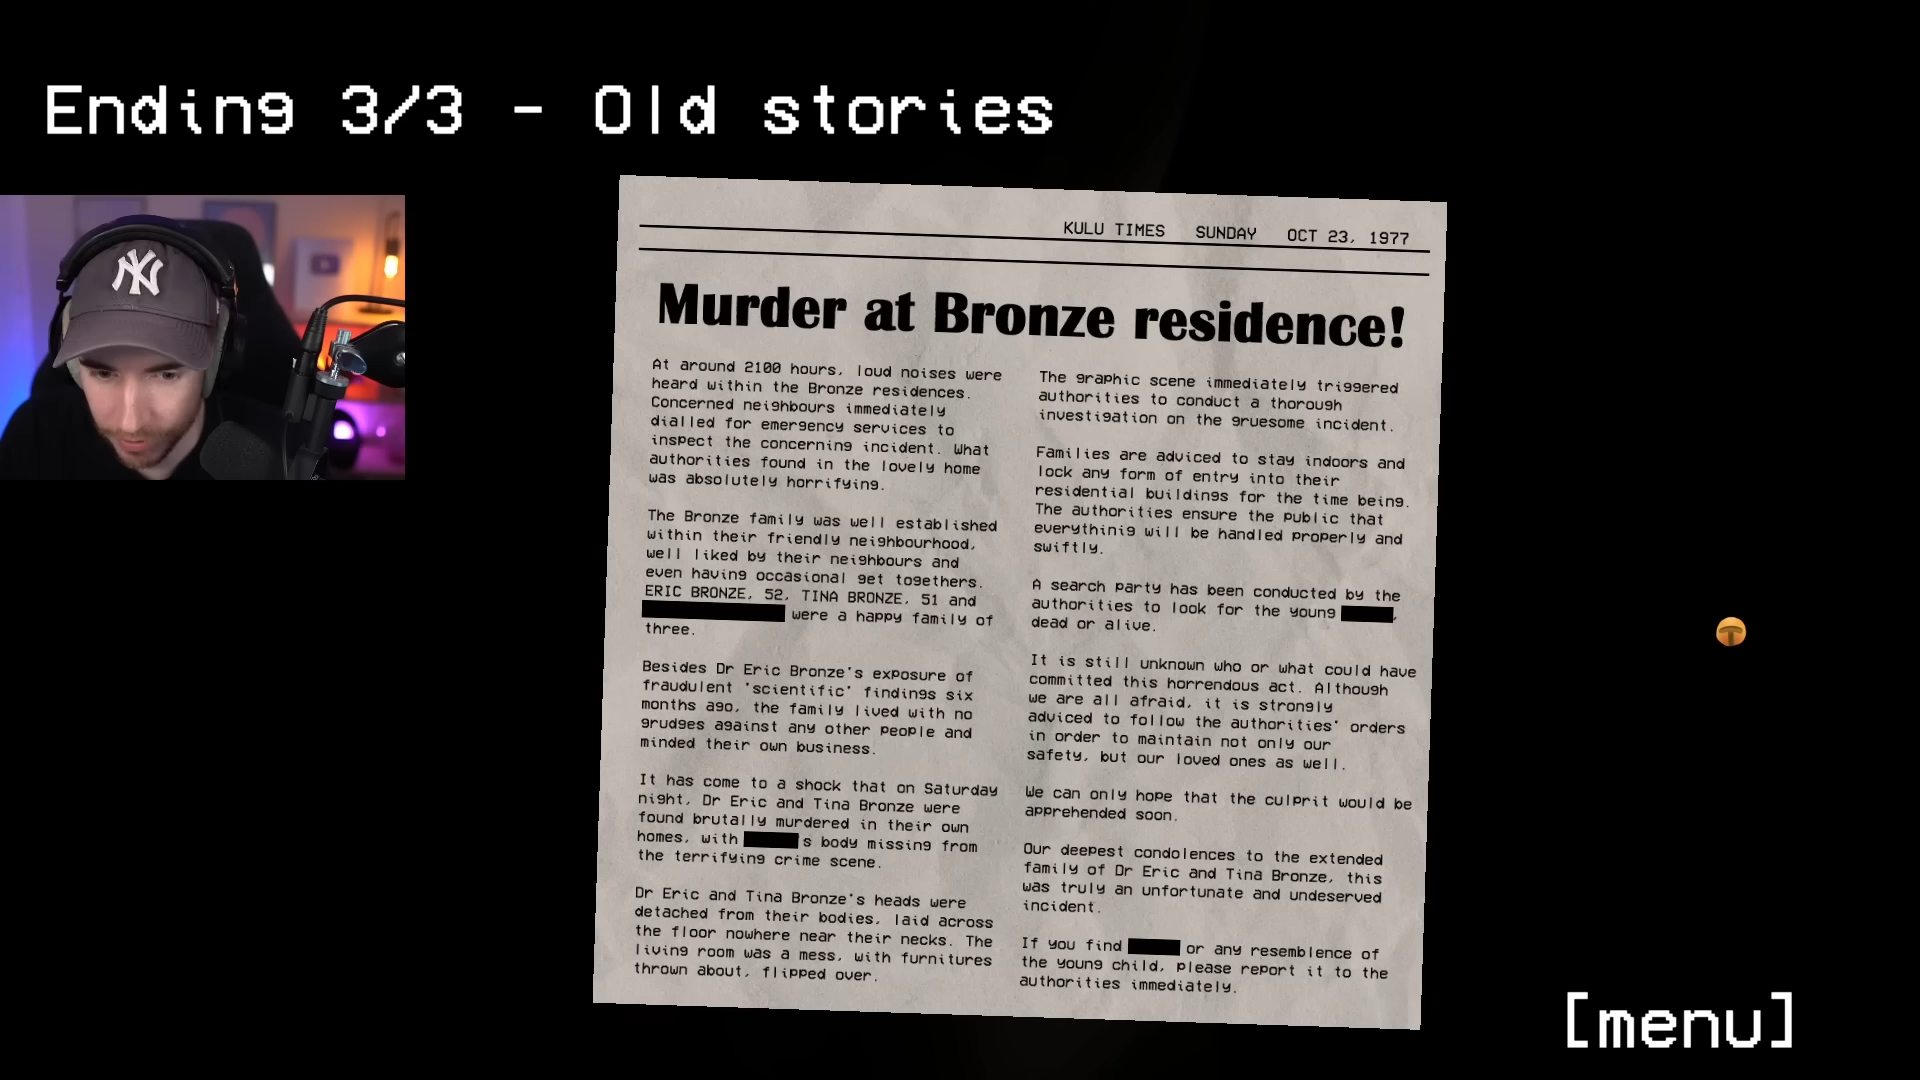 Ending 3/3 - Old stories
NY
KULU TIMES SUNDAY OCT 23, 1977
Murder at Bronze residence!
At around 2100 hours, loud noises were
heard within the Bronze residences.
Concerned neighbours immediately
dialled for emergency services to
inspect the concerning incident. What
authorities found in the lovely home
was absolutely horrifying.
The Bronze family was well established
within their friendly neighbourhood,
well liked by their neighbours and
even having occasional get togethers.
ERIC BRONZE, 52, TINA BRONZE, 51 and
were a happy family of
three.
Besides Dr Eric Bronze's exposure of
fraudulent 'scientific' findings six
months ago, the family lived with no
grudges against any other people and
minded their own business.
It has come to a shock that on Saturday
night, Dr Eric and Tina Bronze were
found brutally murdered in their own
homes, with s body missing from
the terrifying crime scene.
Dr Eric and Tina Bronze's heads were
detached from their bodies, laid across
the floor nowhere near their necks. The
living room was a mess, with furnitures
thrown about, flipped over.
The graphic scene immediately triggered
authorities to conduct a thorough
investigation on the gruesome incident.
Families are adviced to stay indoors and
lock any form of entry into their
residential buildings for the time being.
The authorities ensure the public that
everythinig will be handled properly and
swiftly.
A search party has been conducted by the
authorities to look for the young ,
dead or alive.
It is still unknown who or what could have
committed this horrendous act. Although
we are all afraid, it is strongly
adviced to follow the authorities' orders
in order to maintain not only our
safety, but our loved ones as well.
We can only hope that the culprit would be
apprehended soon.
Our deepest condolences to the extended
family of Dr Eric and Tina Bronze, this
was truly an unfortunate and undeserved
incident.
If you find or any resemblence of
the young child, please report it to the
authorities immediately.
[menu]